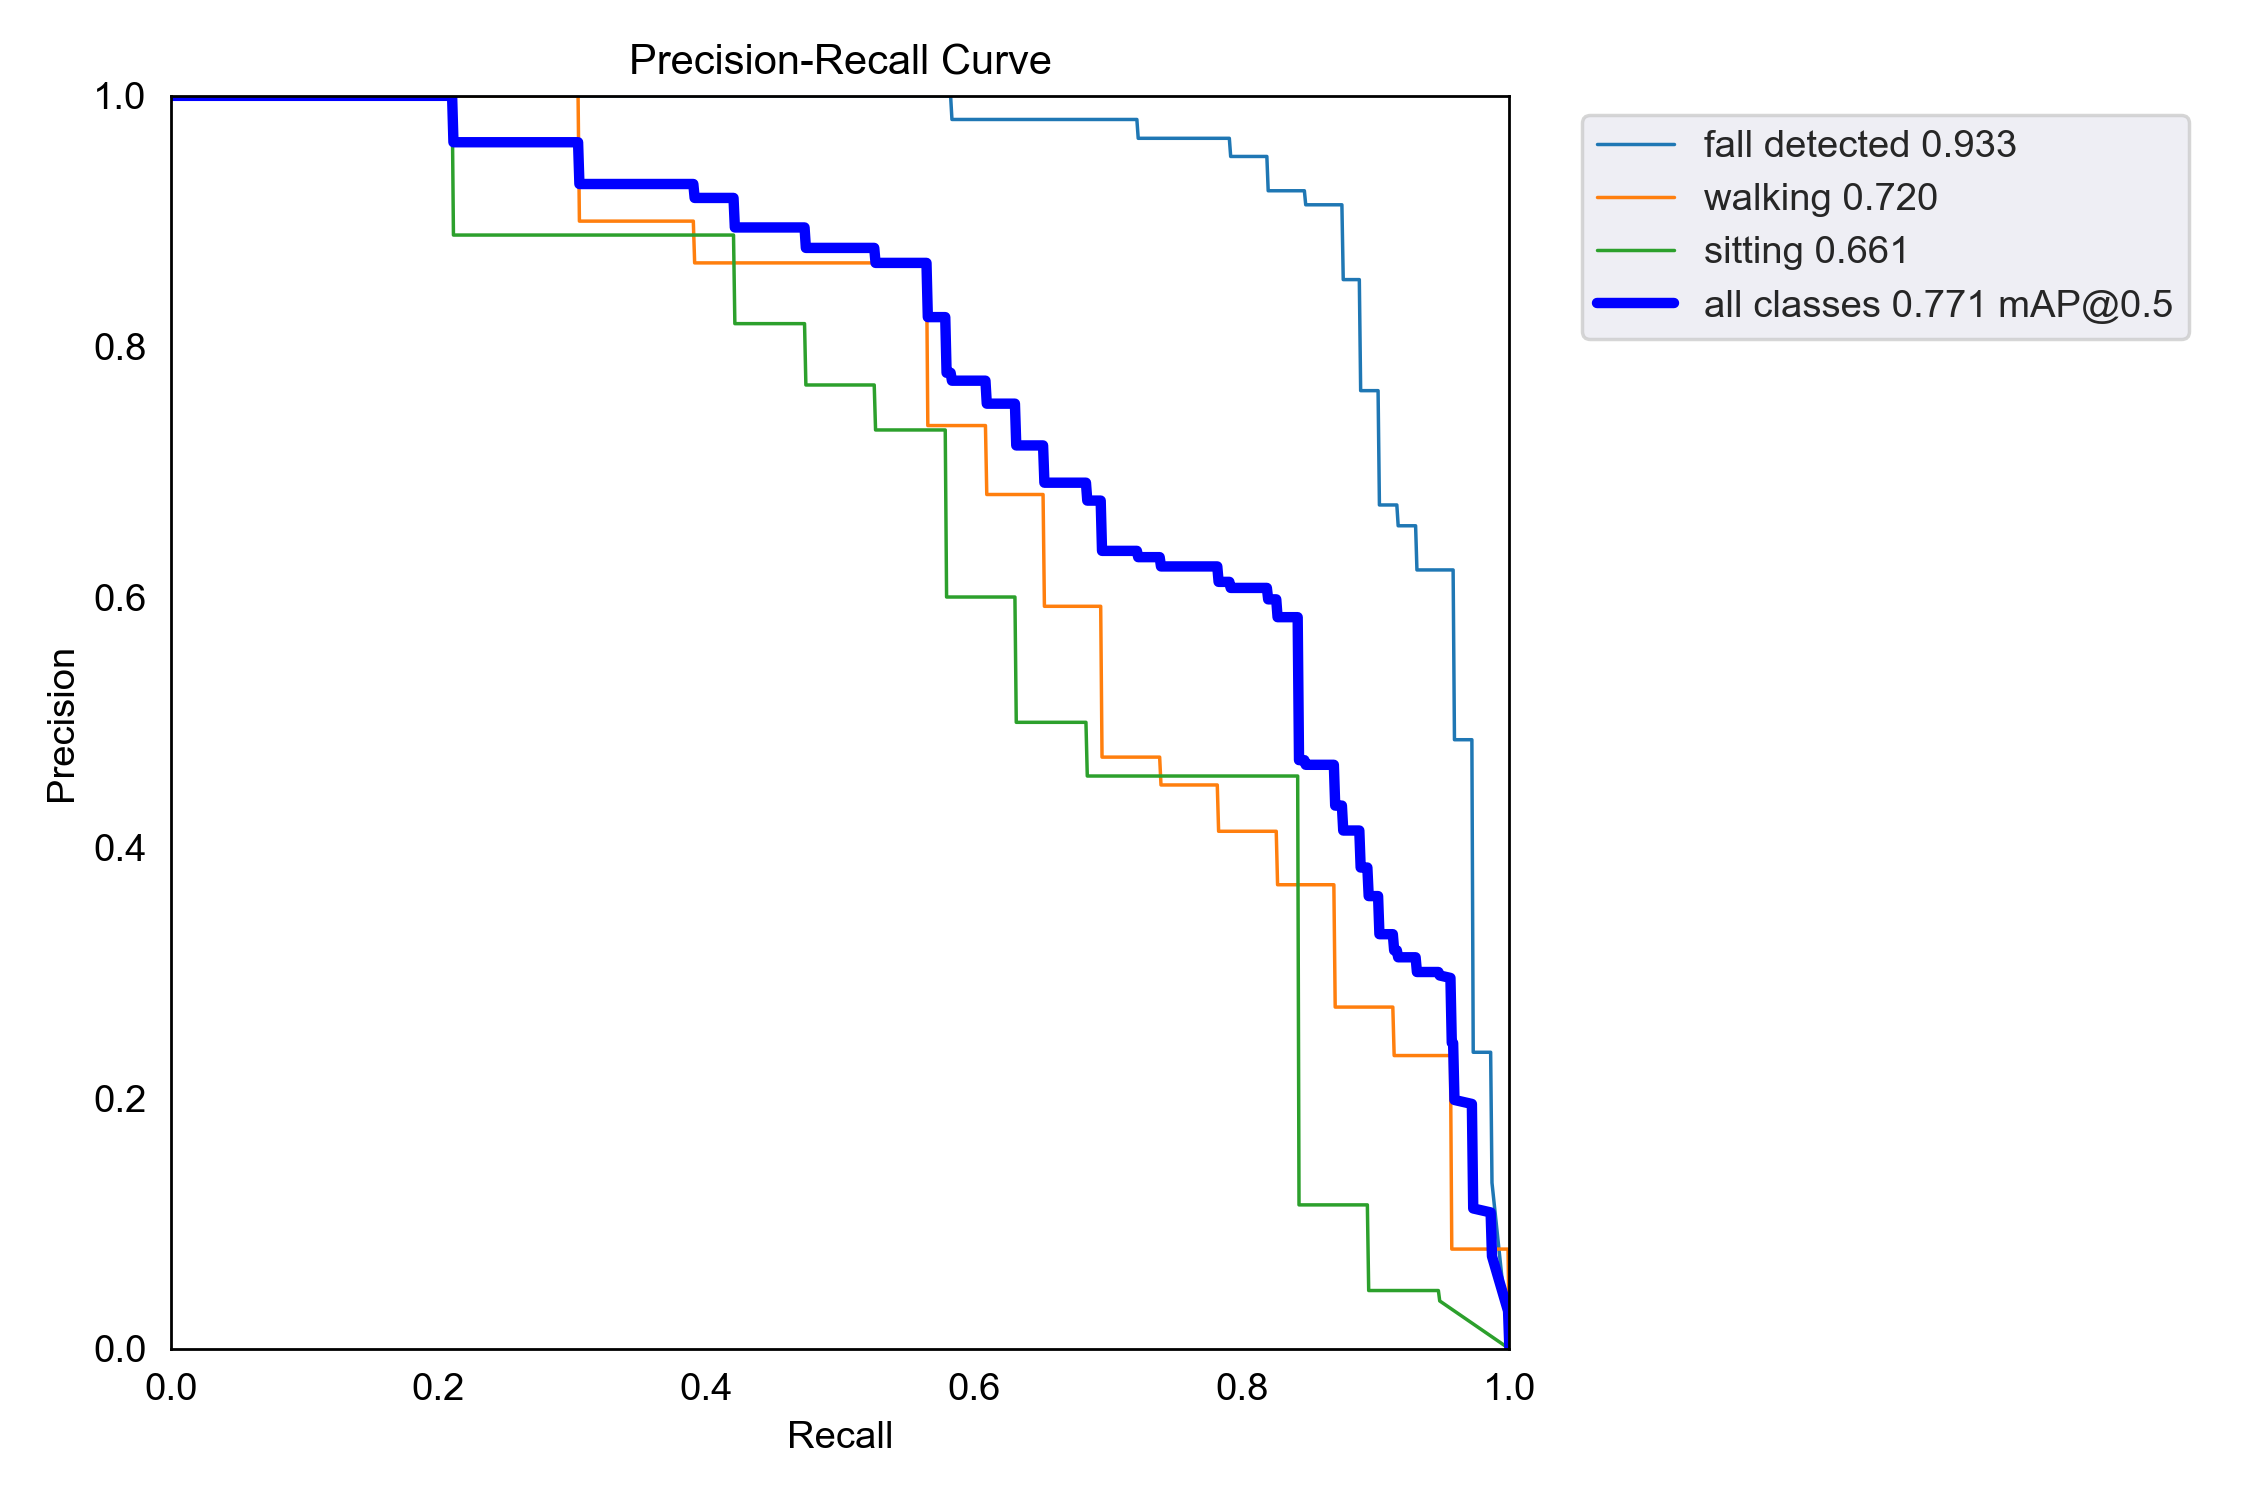 Precision-Recall Curve
1.0
0.8
0.6
0.4
0.2
0.0
Precision
0.0 0.2 0.4 0.6 0.8 1.0
Recall
fall detected 0.933
walking 0.720
sitting 0.661
all classes 0.771 mAP@0.5